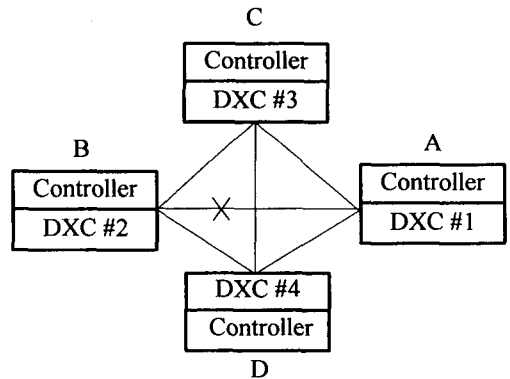 C
Controller
DXC #3
B
Controller
DXC #2
A
Controller
DXC #1
DXC #4
Controller
D